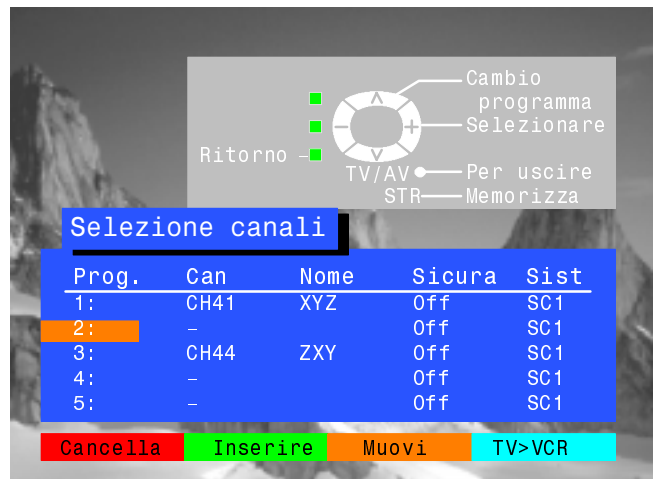 Cambio
programma
Selezionare
Ritorno
TV/AV Per uscire
STR Memorizza
Selezione canali
Prog. Can Nome Sicura Sist
1: CH41 XYZ Off SC1
2: – Off SC1
3: CH44 ZXY Off SC1
4: – Off SC1
5: – Off SC1
Cancella Inserire Muovi TV>VCR